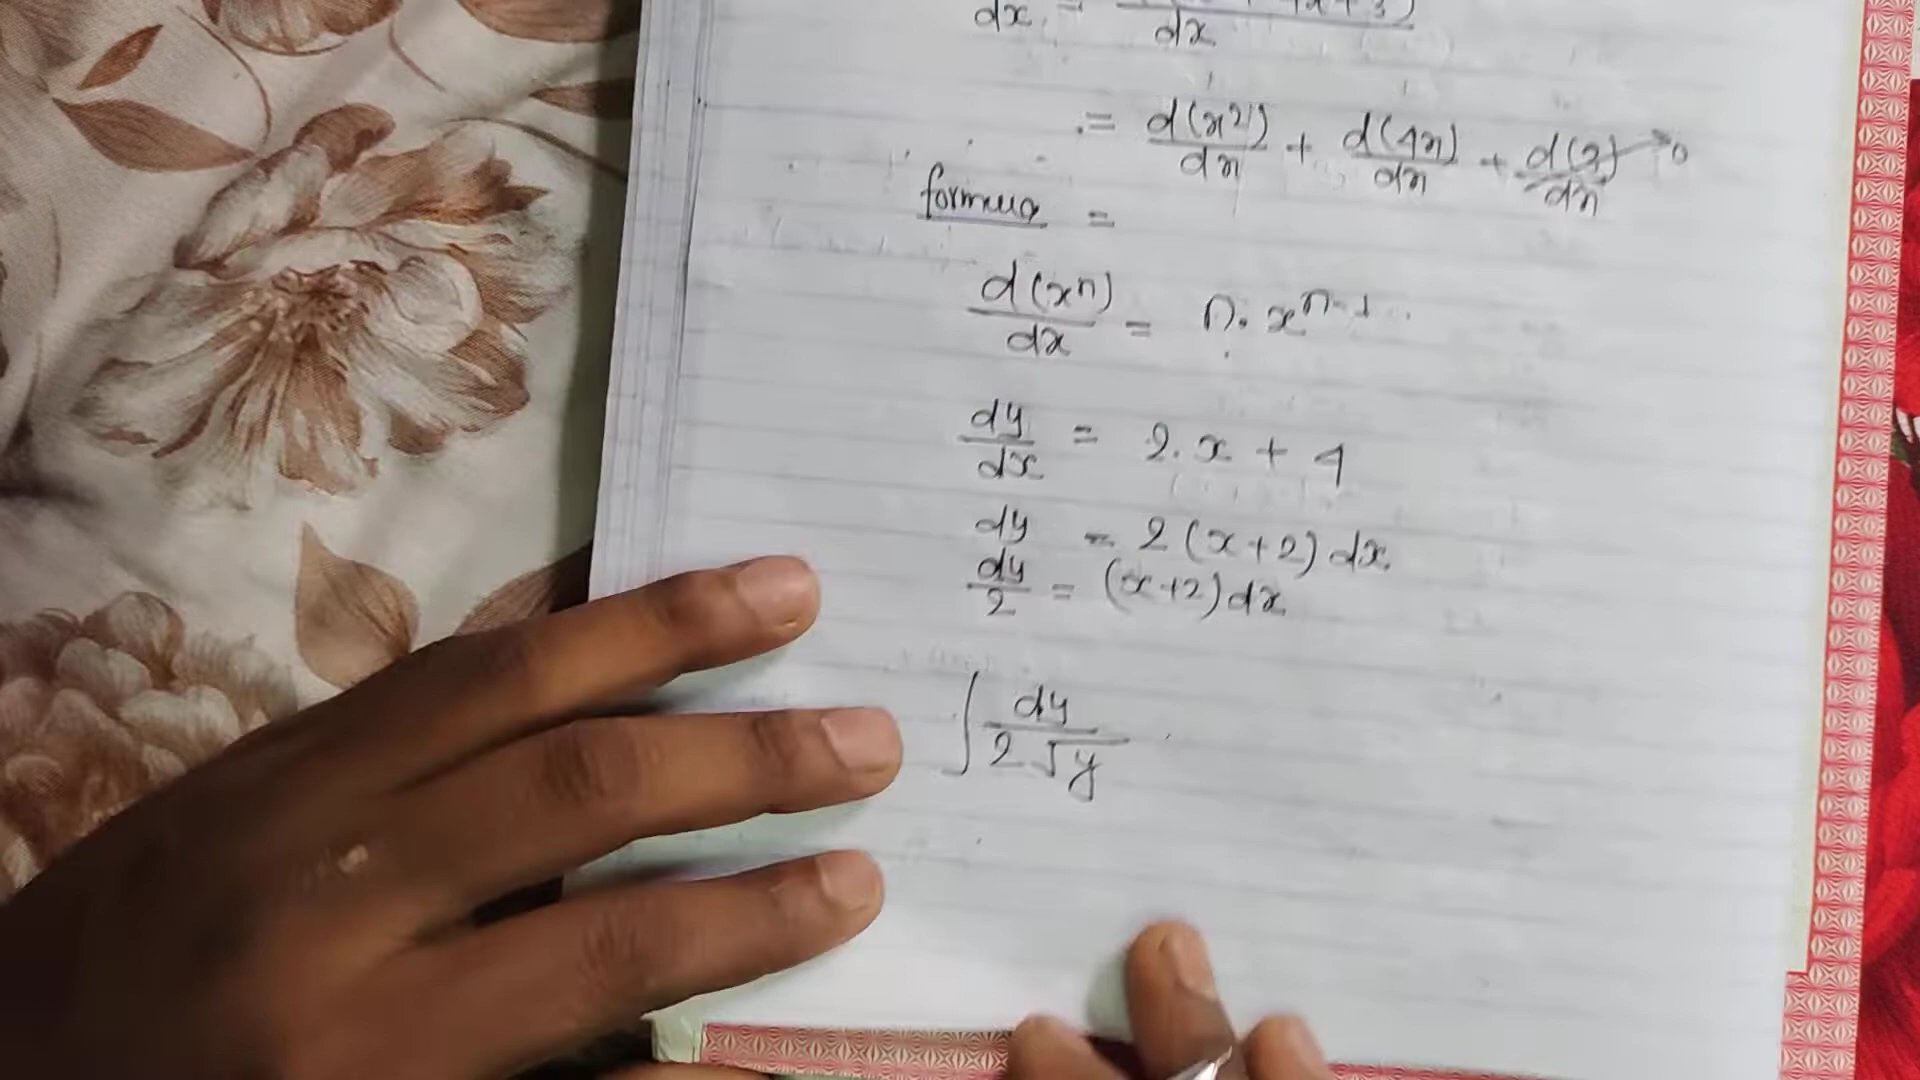 dx = dx
= d(x²)/dx + d(4x)/dx + d(3)/dx → 0
formula =
d(xⁿ)/dx = n. xⁿ⁻¹
dy/dx = 2.x + 4
dy = 2(x+2) dx.
dy/2 = (x+2) dx
∫ dy/2√y